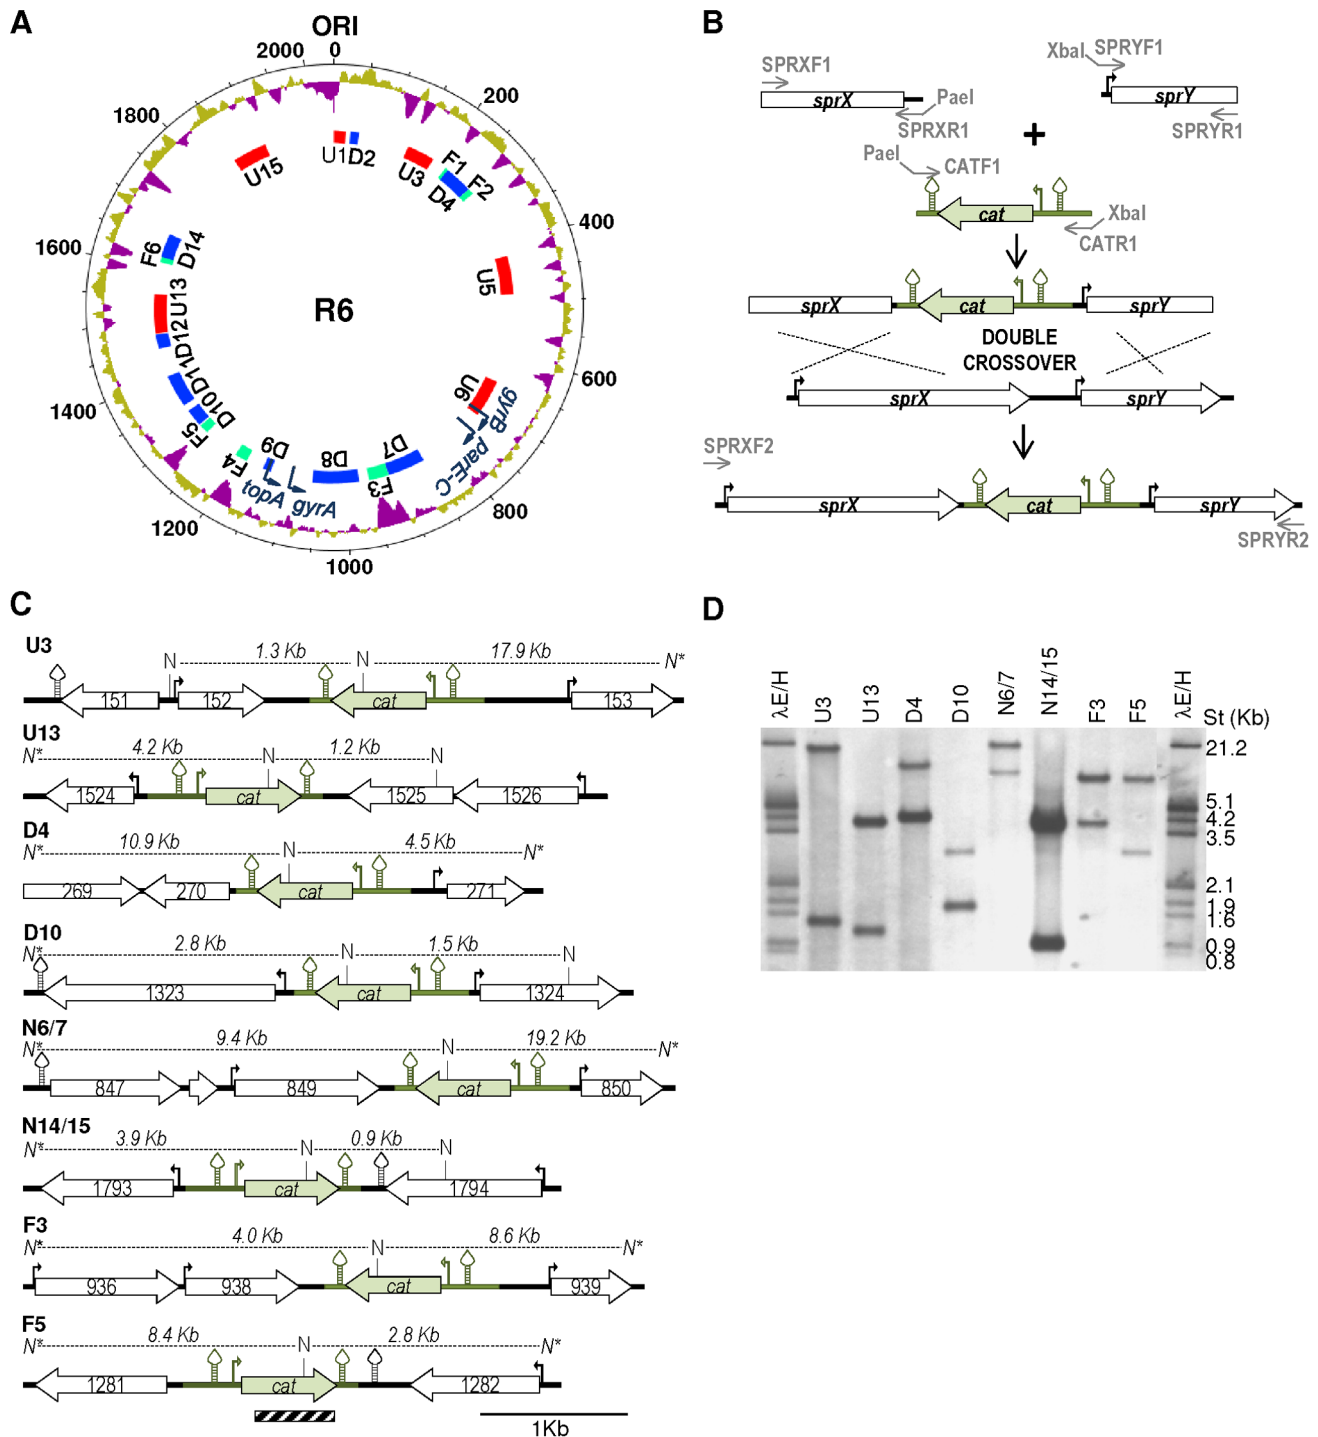 A
ORI
2000 0
200
400
600
800
1000
1200
1400
1600
1800
U1 D2
U3
F1
F2
D4
U5
U6
gyrB
parE-C
D7
F3
D8
gyrA
topA
D9
F4
F5
D10
D11
D12
U13
F6
D14
U15
R6
B
SPRXF1
sprX
PaeI
SPRXR1
XbaI SPRYF1
sprY
SPRYR1
+
PaeI
CATF1
cat
XbaI
CATR1
sprX cat sprY
DOUBLE
CROSSOVER
sprX sprY
SPRXF2
sprX cat sprY
SPRYR2
C
U3
N 1.3 Kb N 17.9 Kb N*
151 152 cat 153
U13
N* 4.2 Kb N 1.2 Kb N
1524 cat 1525 1526
D4
N* 10.9 Kb N 4.5 Kb N*
269 270 cat 271
D10
N* 2.8 Kb N 1.5 Kb N
1323 cat 1324
N6/7
N* 9.4 Kb N 19.2 Kb N*
847 849 cat 850
N14/15
N* 3.9 Kb N 0.9 Kb N
1793 cat 1794
F3
N* 4.0 Kb N 8.6 Kb N*
936 938 cat 939
F5
N* 8.4 Kb N 2.8 Kb N*
1281 cat 1282
1Kb
D
λE/H U3 U13 D4 D10 N6/7 N14/15 F3 F5 λE/H St (Kb)
21.2
5.1
4.2
3.5
2.1
1.9
1.6
0.9
0.8